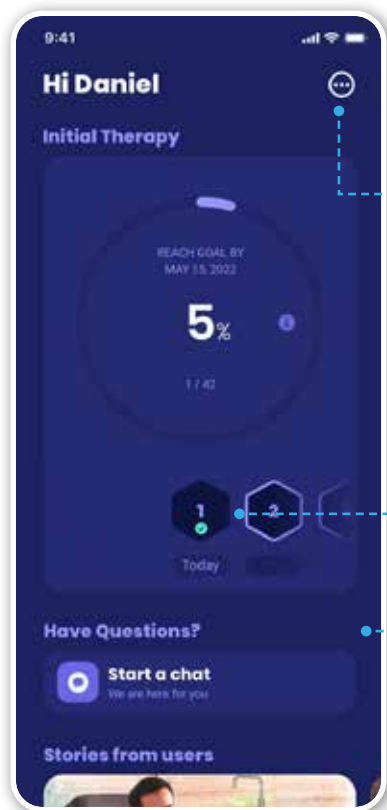 9:41
Hi Daniel
Initial Therapy
REACH GOAL BY
MAY 15, 2022
5%
1 / 42
1
2
Today
Have Questions?
Start a chat
We are here for you
Stories from users